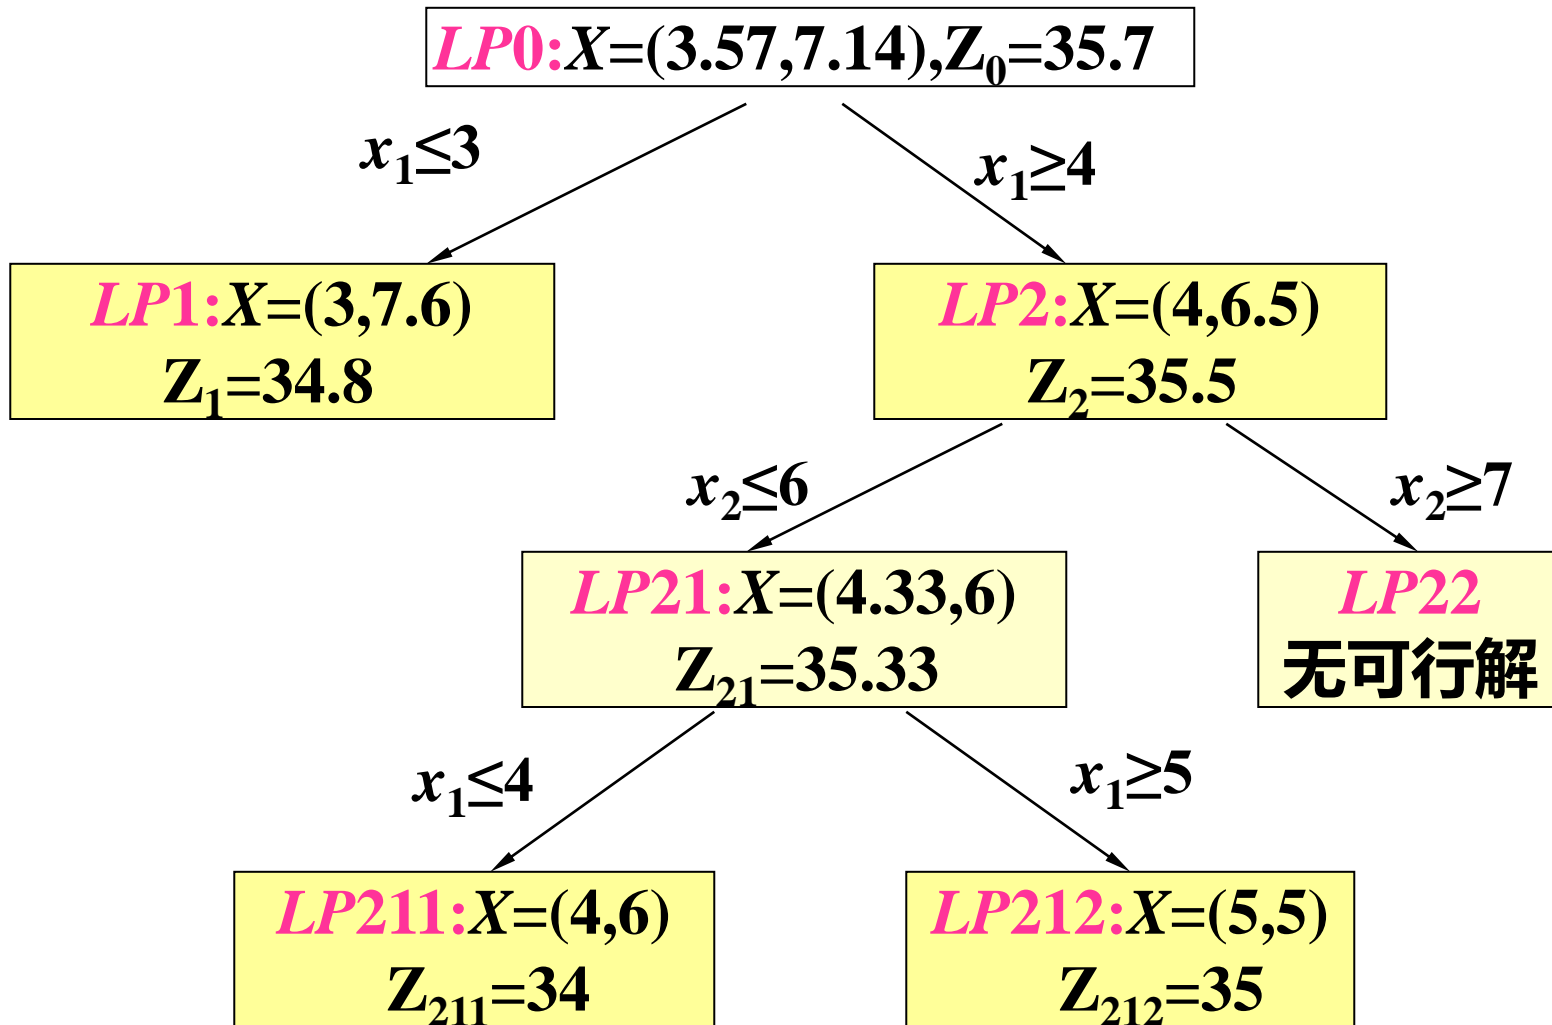 LP0:X=(3.57,7.14),Z₀=35.7
x₁≤3
x₁≥4
LP1:X=(3,7.6)
Z₁=34.8
LP2:X=(4,6.5)
Z₂=35.5
x₂≤6
x₂≥7
LP21:X=(4.33,6)
Z₂₁=35.33
LP22
无可行解
x₁≤4
x₁≥5
LP211:X=(4,6)
Z₂₁₁=34
LP212:X=(5,5)
Z₂₁₂=35